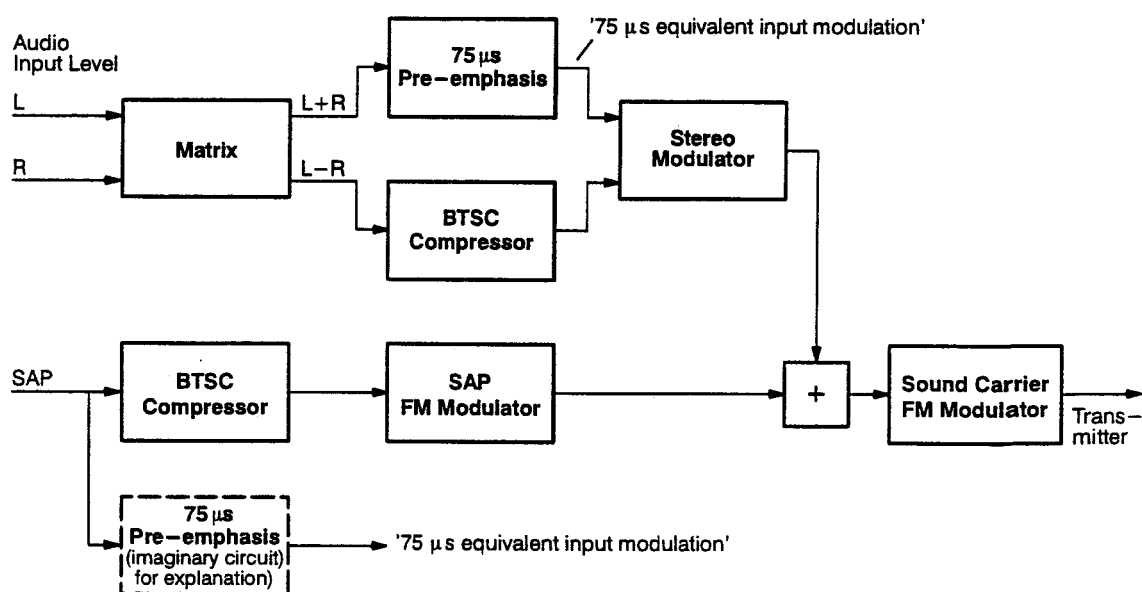 '75 µs equivalent input modulation'
Audio
Input Level
75 µs
Pre−emphasis
L
L+R
Matrix
Stereo
Modulator
R
L−R
BTSC
Compressor
SAP
BTSC
Compressor
SAP
FM Modulator
+
Sound Carrier
FM Modulator
Trans−
mitter
75 µs
Pre−emphasis
(imaginary circuit)
for explanation)
'75 µs equivalent input modulation'